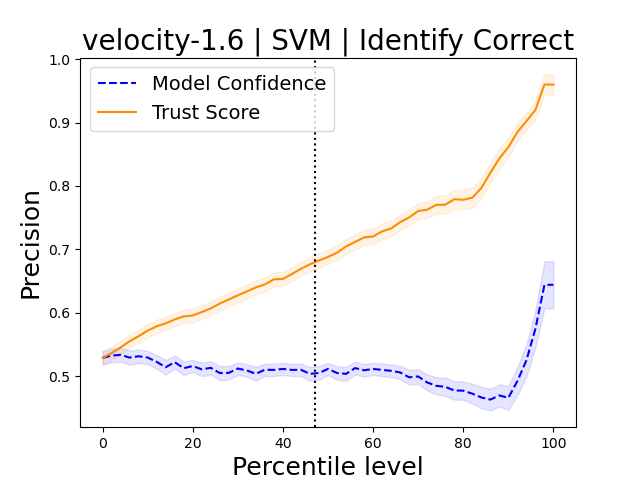 velocity-1.6 | SVM | Identify Correct
Model Confidence
Trust Score
Precision
1.0
0.9
0.8
0.7
0.6
0.5
0
20
40
60
80
100
Percentile level